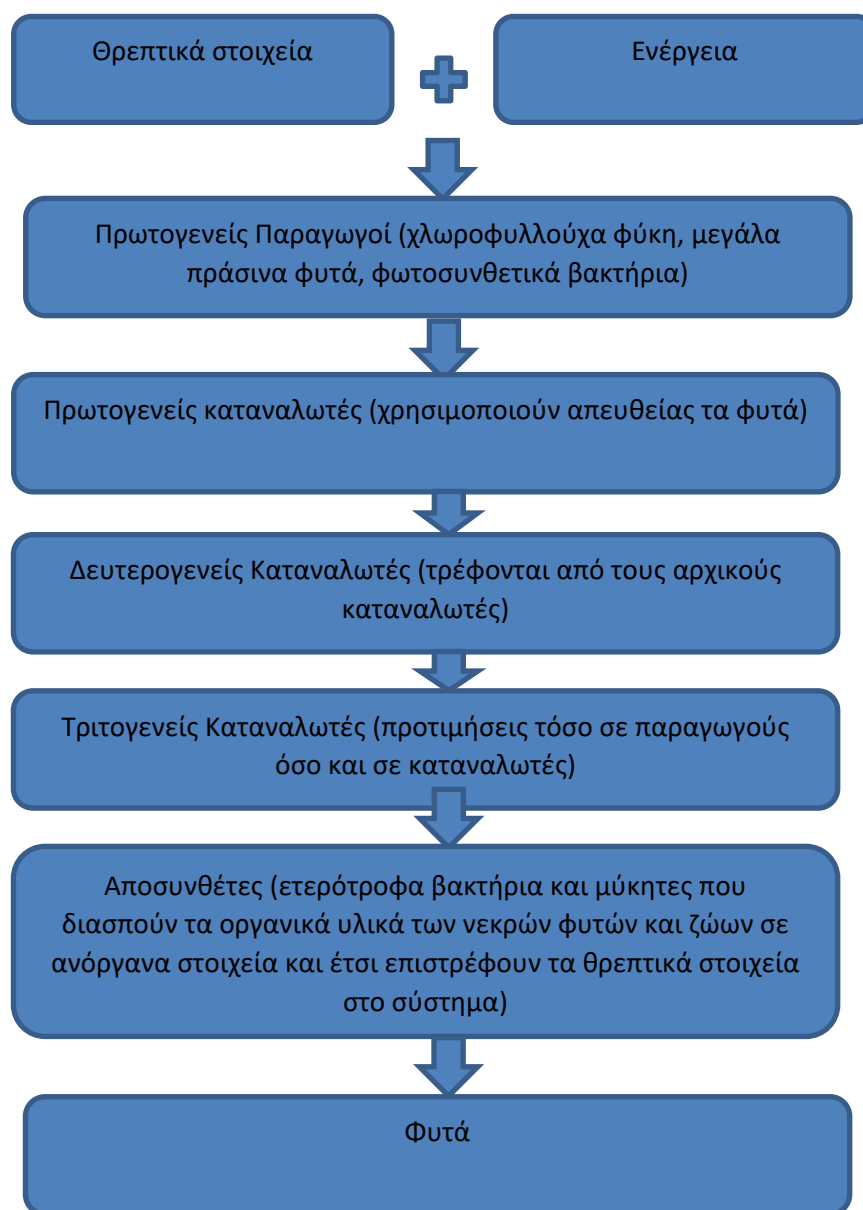 Θρεπτικά στοιχεία
Ενέργεια
Πρωτογενείς Παραγωγοί (χλωροφυλλούχα φύκη, μεγάλα
πράσινα φυτά, φωτοσυνθετικά βακτήρια)
Πρωτογενείς καταναλωτές (χρησιμοποιούν απευθείας τα φυτά)
Δευτερογενείς Καταναλωτές (τρέφονται από τους αρχικούς
καταναλωτές)
Τριτογενείς Καταναλωτές (προτιμήσεις τόσο σε παραγωγούς
όσο και σε καταναλωτές)
Αποσυνθέτες (ετερότροφα βακτήρια και μύκητες που
διασπούν τα οργανικά υλικά των νεκρών φυτών και ζώων σε
ανόργανα στοιχεία και έτσι επιστρέφουν τα θρεπτικά στοιχεία
στο σύστημα)
Φυτά